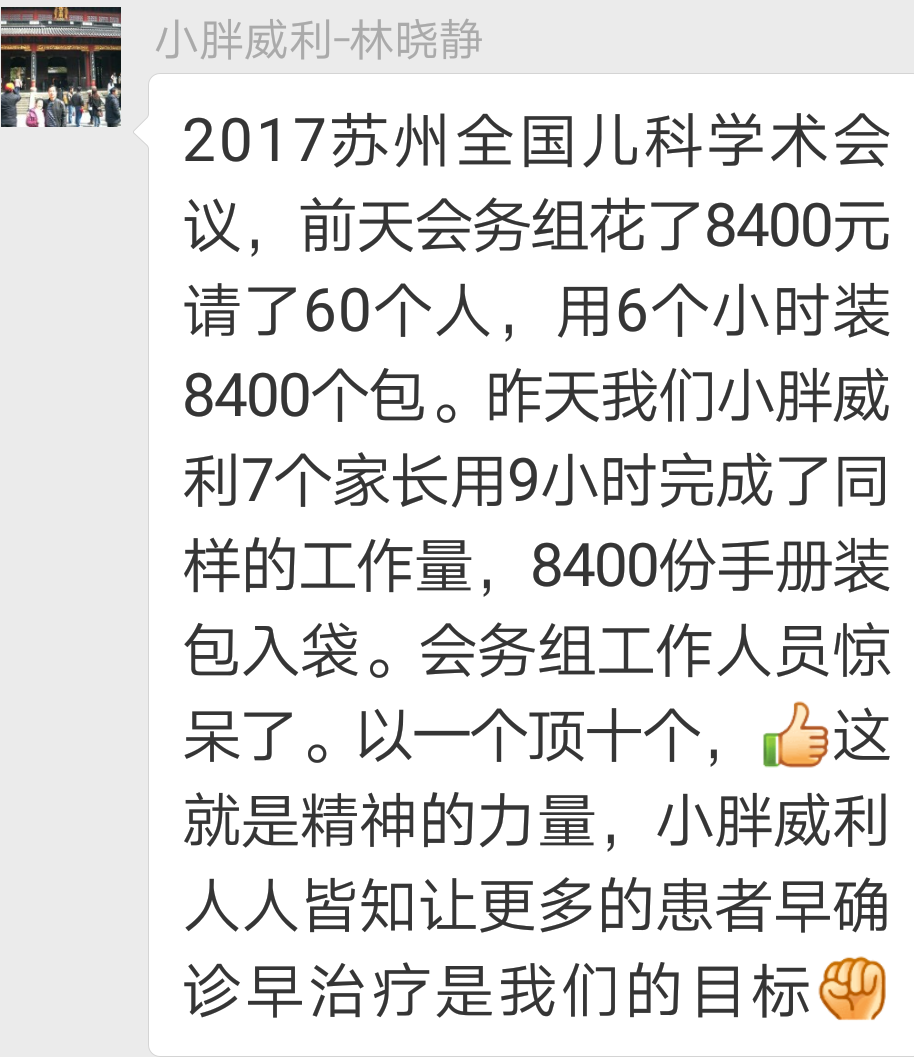 小胖威利-林晓静
2017苏州全国儿科学术会
议，前天会务组花了8400元
请了60个人，用6个小时装
8400个包。昨天我们小胖威
利7个家长用9小时完成了同
样的工作量，8400份手册装
包入袋。会务组工作人员惊
呆了。以一个顶十个，👍这
就是精神的力量，小胖威利
人人皆知让更多的患者早确
诊早治疗是我们的目标✊